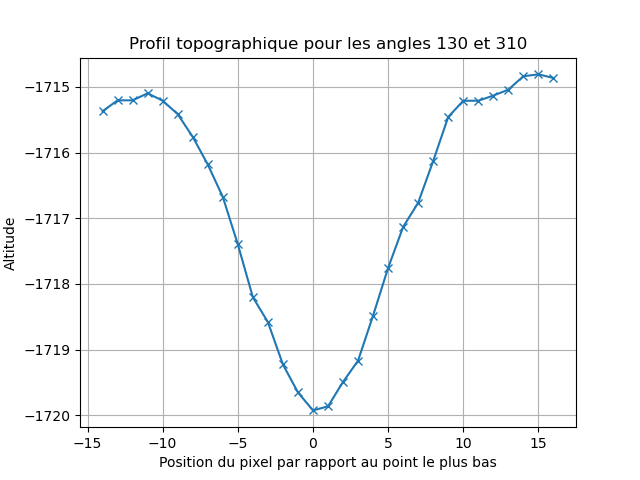 Profil topographique pour les angles 130 et 310
−1715
−1716
−1717
−1718
−1719
−1720
Altitude
−15 −10 −5 0 5 10 15
Position du pixel par rapport au point le plus bas